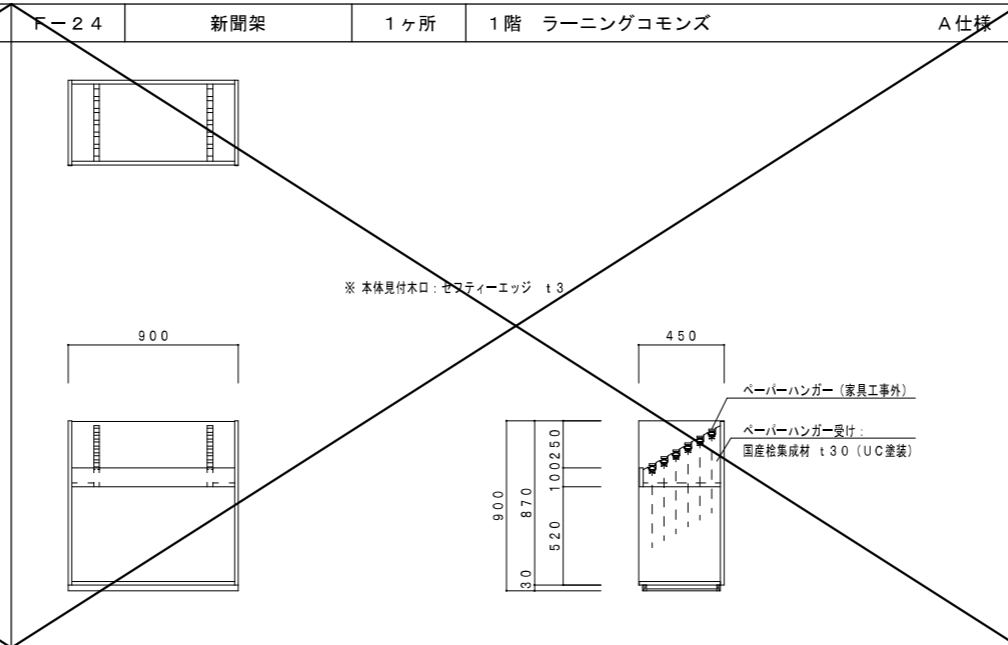 F－24 新聞架 1ヶ所 1階 ラーニングコモンズ A仕様
※ 本体見付木口：セフティーエッジ t3
900
450
ペーパーハンガー（家具工事外）
ペーパーハンガー受け：
国産桧集成材 t30（UC塗装）
900
870
30
250
100
520